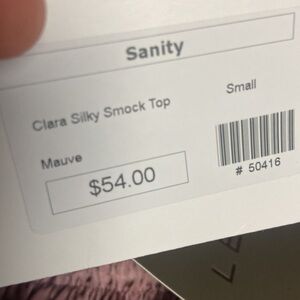 Sanity
Clara Silky Smock Top
Small
Mauve
$54.00
# 50416